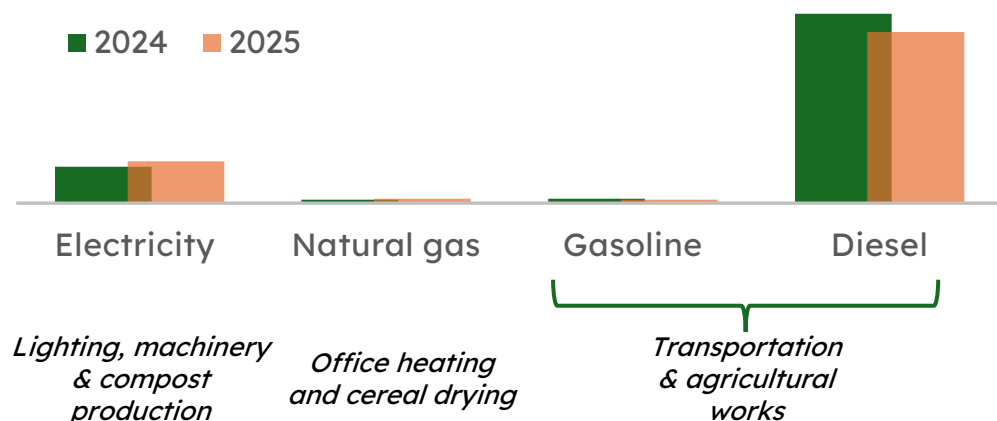 2024 2025
Electricity Natural gas Gasoline Diesel
Lighting, machinery
& compost
production
Office heating
and cereal drying
Transportation
& agricultural
works